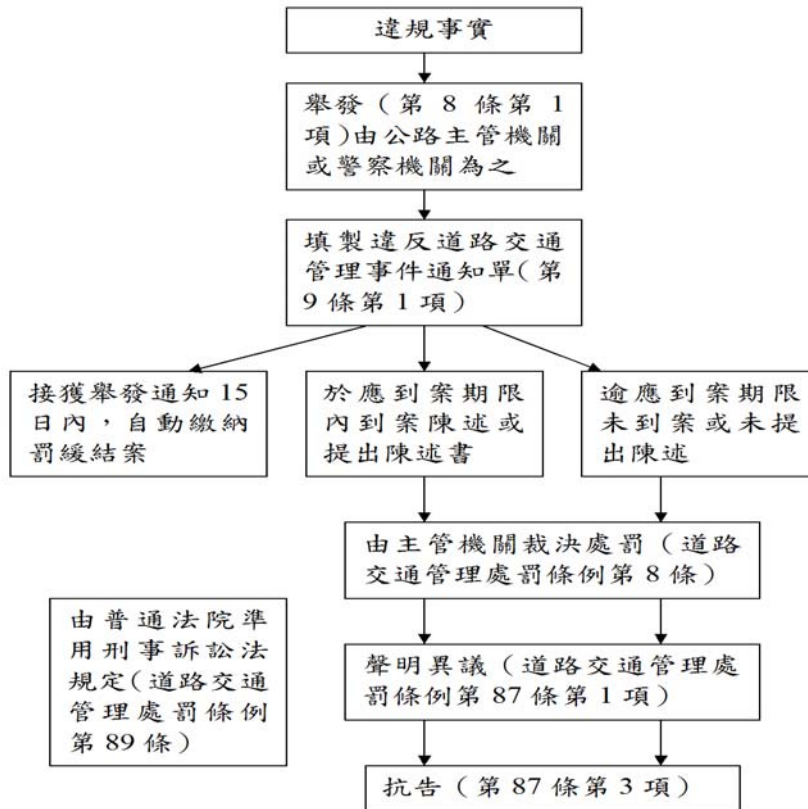 違規事實
舉發（第 8 條第 1
項)由公路主管機關
或警察機關為之
填製違反道路交通
管理事件通知單(第
9 條第 1 項）
接獲舉發通知 15
日內，自動繳納
罰緩結案
於應到案期限
內到案陳述或
提出陳述書
逾應到案期限
未到案或未提
出陳述
由主管機關裁決處罰（道路
交通管理處罰條例第 8 條）
由普通法院準
用刑事訴訟法
規定(道路交通
管理處罰條例
第 89 條）
聲明異議（道路交通管理處
罰條例第 87 條第 1 項）
抗告（第 87 條第 3 項）